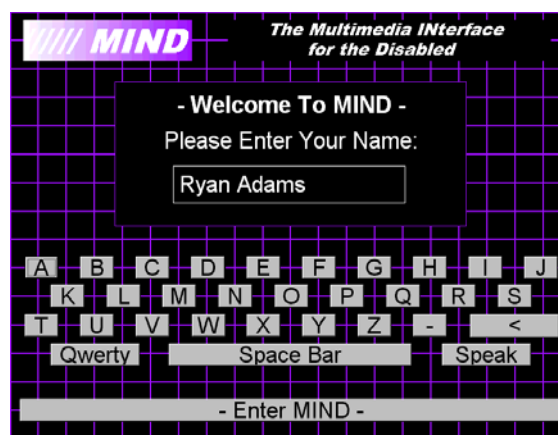 //// MIND
The Multimedia INterface
for the Disabled
- Welcome To MIND -
Please Enter Your Name:
Ryan Adams
A B C D E F G H I J
K L M N O P Q R S
T U V W X Y Z - <
Qwerty Space Bar Speak
- Enter MIND -